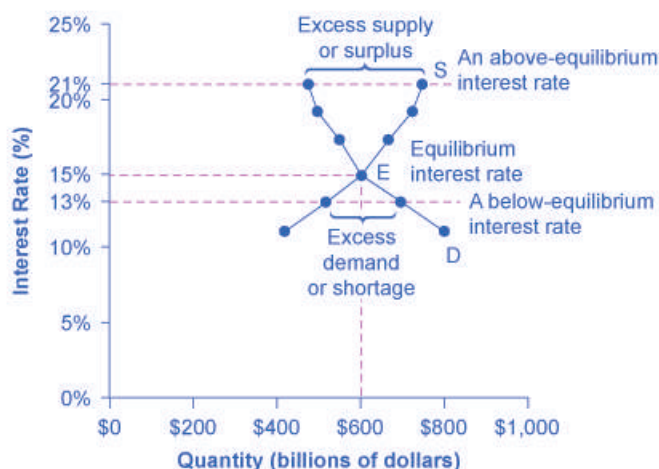 25%
Excess supply
or surplus
S
An above-equilibrium
interest rate
21%
20%
Interest Rate (%)
15%
E
Equilibrium
interest rate
13%
A below-equilibrium
interest rate
10%
Excess
demand
or shortage
D
5%
0%
$0
$200
$400
$600
$800
$1,000
Quantity (billions of dollars)